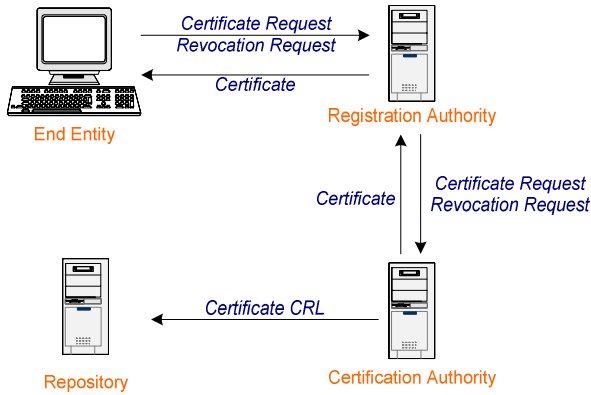 Certificate Request
Revocation Request
Certificate
End Entity
Registration Authority
Certificate
Certificate Request
Revocation Request
Certificate CRL
Repository
Certification Authority